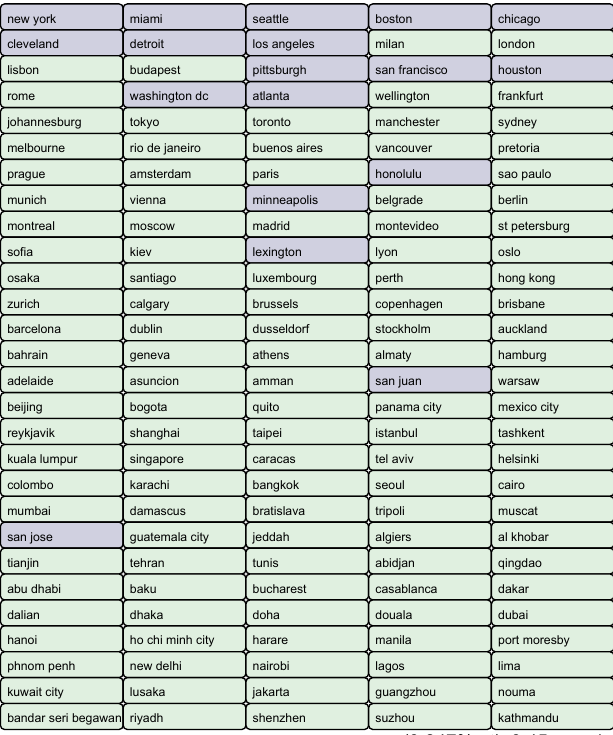 new york miami seattle boston chicago
cleveland detroit los angeles milan london
lisbon budapest pittsburgh san francisco houston
rome washington dc atlanta wellington frankfurt
johannesburg tokyo toronto manchester sydney
melbourne rio de janeiro buenos aires vancouver pretoria
prague amsterdam paris honolulu sao paulo
munich vienna minneapolis belgrade berlin
montreal moscow madrid montevideo st petersburg
sofia kiev lexington lyon oslo
osaka santiago luxembourg perth hong kong
zurich calgary brussels copenhagen brisbane
barcelona dublin dusseldorf stockholm auckland
bahrain geneva athens almaty hamburg
adelaide asuncion amman san juan warsaw
beijing bogota quito panama city mexico city
reykjavik shanghai taipei istanbul tashkent
kuala lumpur singapore caracas tel aviv helsinki
colombo karachi bangkok seoul cairo
mumbai damascus bratislava tripoli muscat
san jose guatemala city jeddah algiers al khobar
tianjin tehran tunis abidjan qingdao
abu dhabi baku bucharest casablanca dakar
dalian dhaka doha douala dubai
hanoi ho chi minh city harare manila port moresby
phnom penh new delhi nairobi lagos lima
kuwait city lusaka jakarta guangzhou nouma
bandar seri begawan riyadh shenzhen suzhou kathmandu